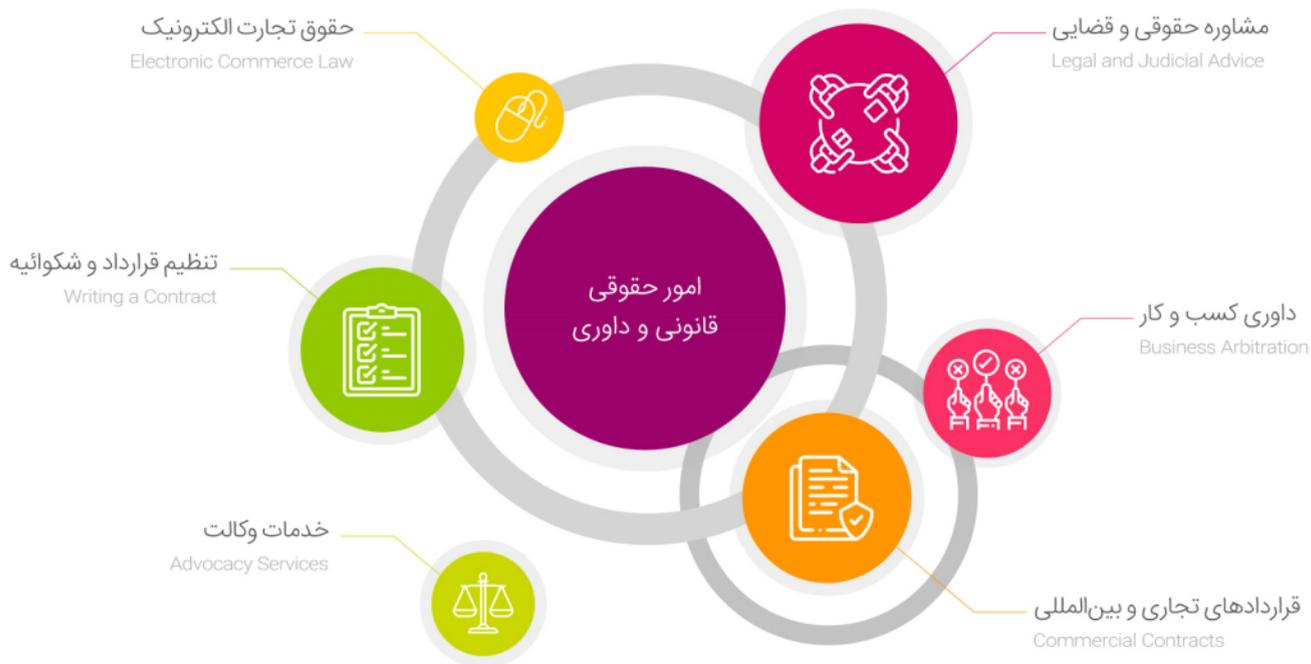 حقوق تجارت الکترونیک
Electronic Commerce Law
مشاوره حقوقی و قضایی
Legal and Judicial Advice
تنظیم قرارداد و شکوائیه
Writing a Contract
امور حقوقی
قانونی و داوری
داوری کسب و کار
Business Arbitration
خدمات وکالت
Advocacy Services
قراردادهای تجاری و بین‌المللی
Commercial Contracts